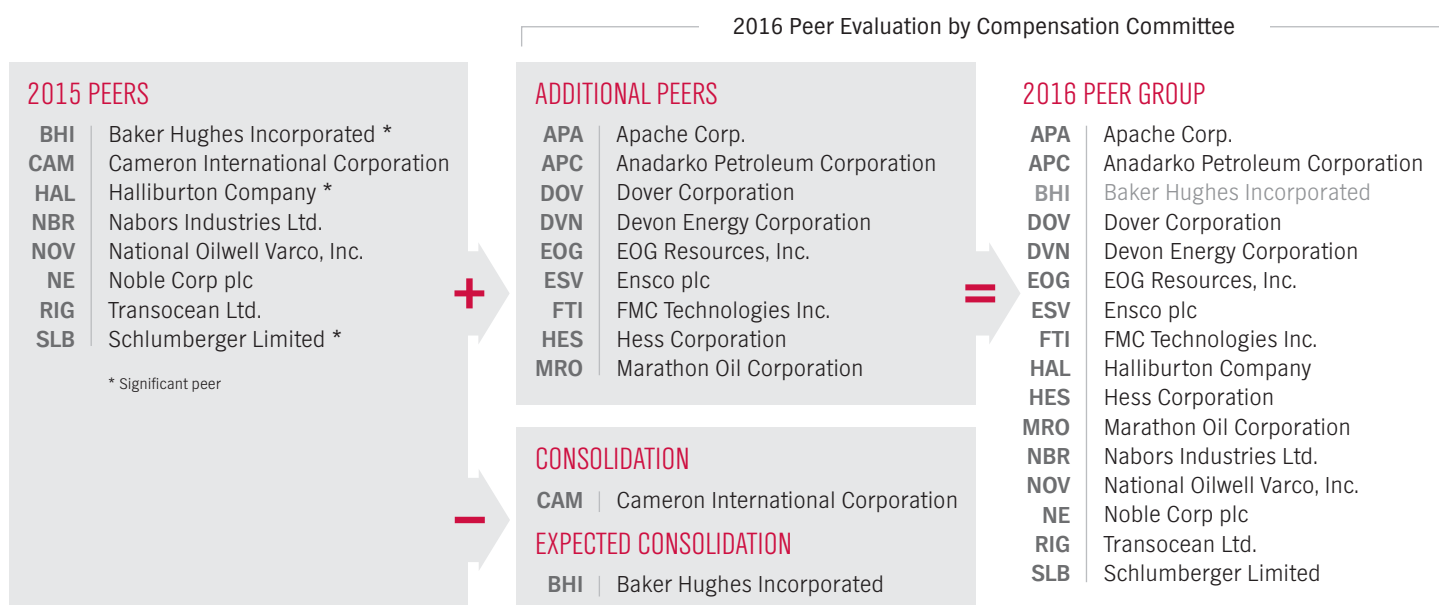 2016 Peer Evaluation by Compensation Committee
2015 PEERS
BHI Baker Hughes Incorporated *
CAM Cameron International Corporation
HAL Halliburton Company *
NBR Nabors Industries Ltd.
NOV National Oilwell Varco, Inc.
NE Noble Corp plc
RIG Transocean Ltd.
SLB Schlumberger Limited *
* Significant peer
+
−
ADDITIONAL PEERS
APA Apache Corp.
APC Anadarko Petroleum Corporation
DOV Dover Corporation
DVN Devon Energy Corporation
EOG EOG Resources, Inc.
ESV Ensco plc
FTI FMC Technologies Inc.
HES Hess Corporation
MRO Marathon Oil Corporation
CONSOLIDATION
CAM Cameron International Corporation
EXPECTED CONSOLIDATION
BHI Baker Hughes Incorporated
=
2016 PEER GROUP
APA Apache Corp.
APC Anadarko Petroleum Corporation
BHI Baker Hughes Incorporated
DOV Dover Corporation
DVN Devon Energy Corporation
EOG EOG Resources, Inc.
ESV Ensco plc
FTI FMC Technologies Inc.
HAL Halliburton Company
HES Hess Corporation
MRO Marathon Oil Corporation
NBR Nabors Industries Ltd.
NOV National Oilwell Varco, Inc.
NE Noble Corp plc
RIG Transocean Ltd.
SLB Schlumberger Limited